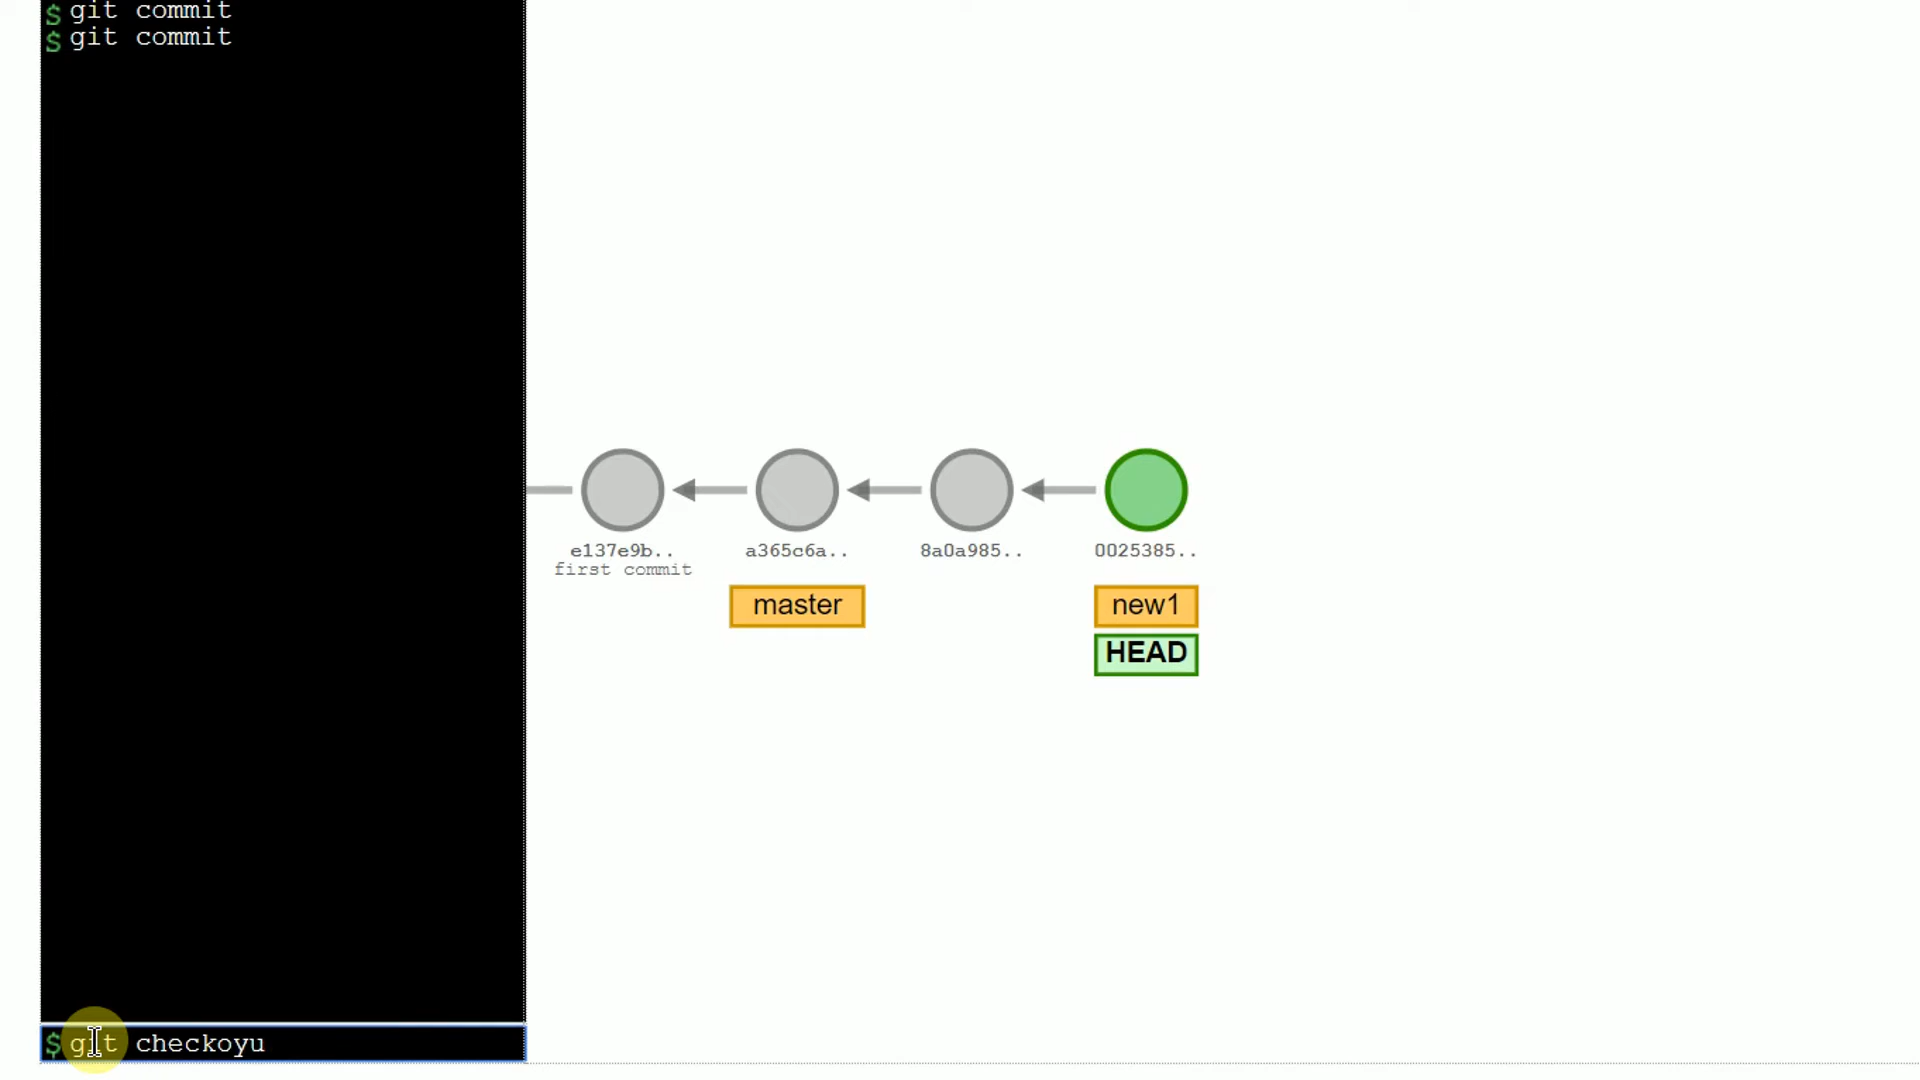 $ git commit
$ git commit
e137e9b.. a365c6a.. 8a0a985.. 0025385..
first commit
master new1
HEAD
$ git checkoyu